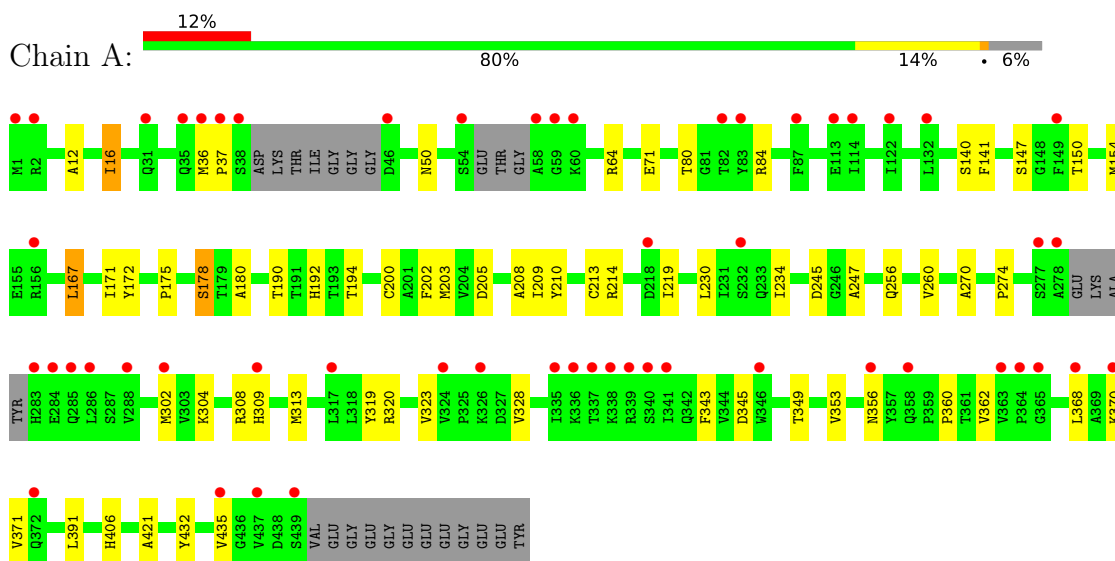 12%
Chain A:
80% 14% • 6%
M1 R2 A12 I16 Q31 Q35 M36 P37 S38 ASP LYS THR ILE GLY GLY GLY D46 N50 S54 GLU THR GLY A58 G59 K60 R64 E71 T80 G81 T82 Y83 R84 F87 E113 I114 I122 L132 S140 F141 S147 G148 F149 T150 M154
E155 R156 L167 I171 Y172 P175 S178 T179 A180 T190 T191 H192 T193 T194 C200 A201 F202 M203 V204 D205 A208 I209 Y210 C213 R214 D218 I219 L230 I231 S232 Q233 I234 D245 G246 A247 Q256 V260 A270 P274 S277 A278 GLU LYS ALA
TYR H283 E284 Q285 L286 S287 V288 M302 V303 K304 R308 H309 M313 L317 L318 Y319 R320 V323 V324 P325 K326 D327 V328 I335 K336 T337 K338 R339 S340 I341 Q342 F343 V344 D345 W346 T349 V353 N356 Y357 Q358 P359 P360 T361 V362 V363 P364 G365 L368 A369 K370
V371 Q372 L391 H406 A421 Y432 V435 G436 V437 D438 S439 VAL GLU GLY GLU GLY GLU GLU GLU GLY GLU GLU TYR